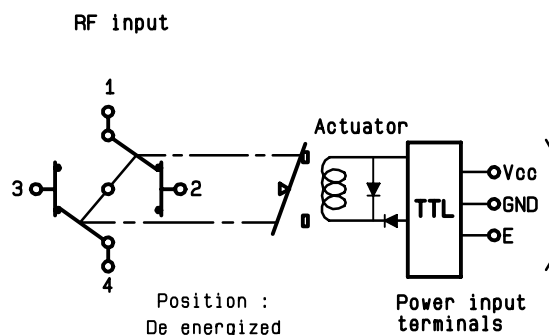 RF input
1
Actuator
3
2
TTL
Vcc
GND
E
4
Position :
De energized
Power input
terminals